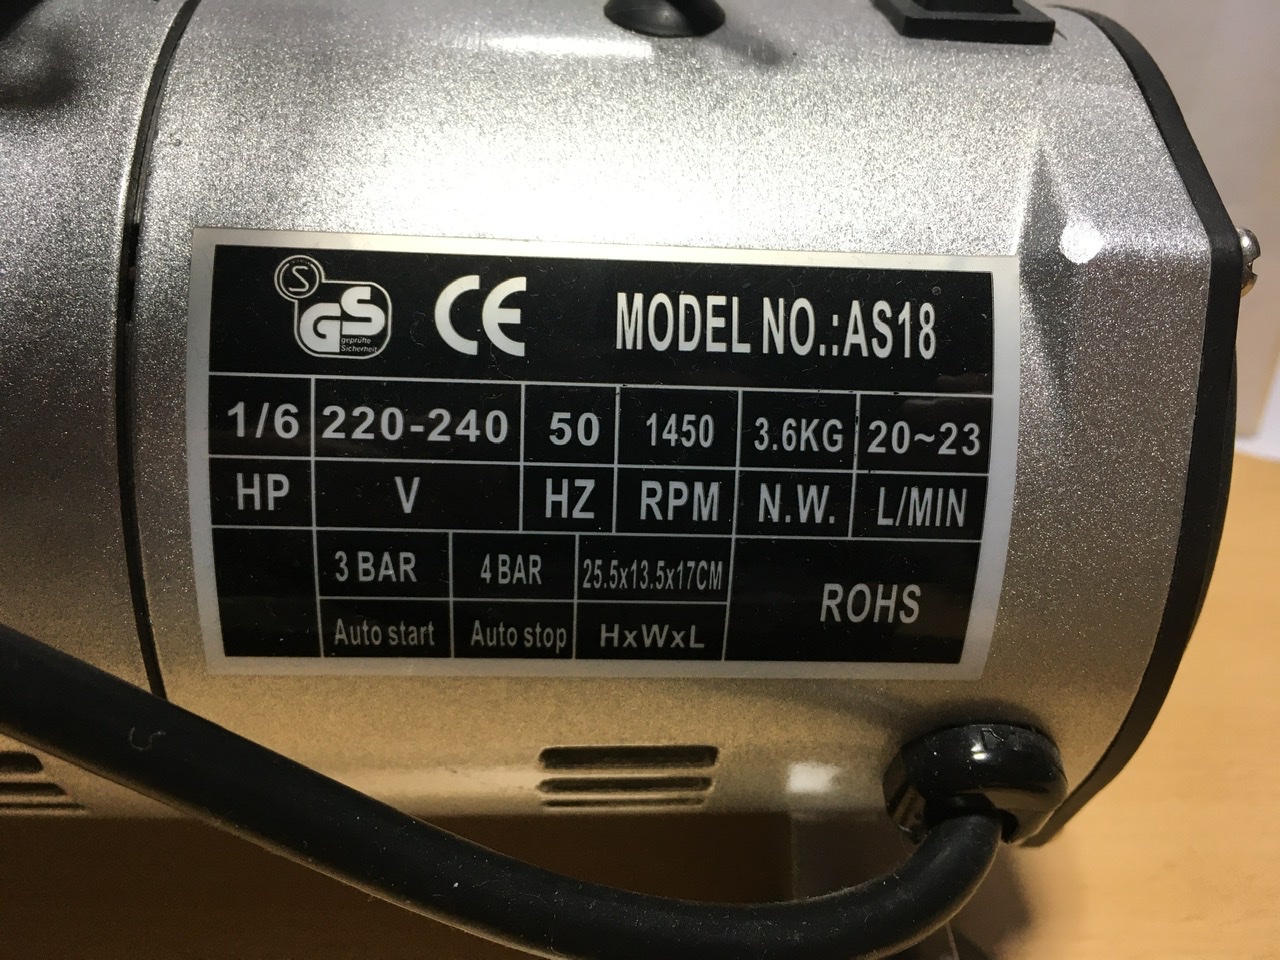 S
GS
geprüfte
Sicherheit
CE
MODEL NO.:AS18
1/6 220-240 50 1450 3.6KG 20~23
HP V HZ RPM N.W. L/MIN
3 BAR 4 BAR 25.5x13.5x17CM
Auto start Auto stop HxWxL
ROHS